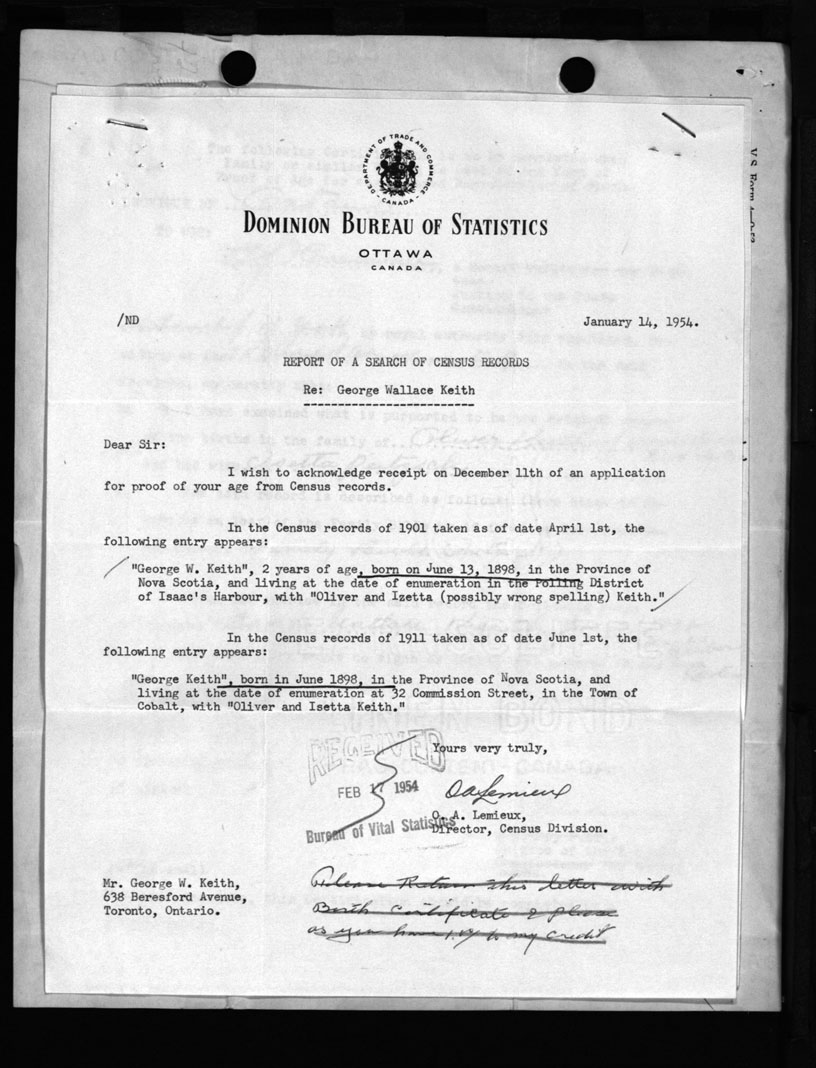 DEPARTMENT OF TRADE AND COMMERCE
CANADA
DOMINION BUREAU OF STATISTICS
OTTAWA
CANADA
/ND
January 14, 1954.
REPORT OF A SEARCH OF CENSUS RECORDS
Re: George Wallace Keith
Dear Sir:
I wish to acknowledge receipt on December 11th of an application
for proof of your age from Census records.
In the Census records of 1901 taken as of date April 1st, the
following entry appears:
"George W. Keith", 2 years of age, born on June 13, 1898, in the Province of
Nova Scotia, and living at the date of enumeration in the Polling District
of Isaac's Harbour, with "Oliver and Izetta (possibly wrong spelling) Keith."
In the Census records of 1911 taken as of date June 1st, the
following entry appears:
"George Keith", born in June 1898, in the Province of Nova Scotia, and
living at the date of enumeration at 32 Commission Street, in the Town of
Cobalt, with "Oliver and Isetta Keith."
RECEIVED
FEB 17 1954
Bureau of Vital Statistics
Yours very truly,
OALemieux
O. A. Lemieux,
Director, Census Division.
Mr. George W. Keith,
638 Beresford Avenue,
Toronto, Ontario.
Please Return this letter with
Birth Certificate please
as you have to my credit